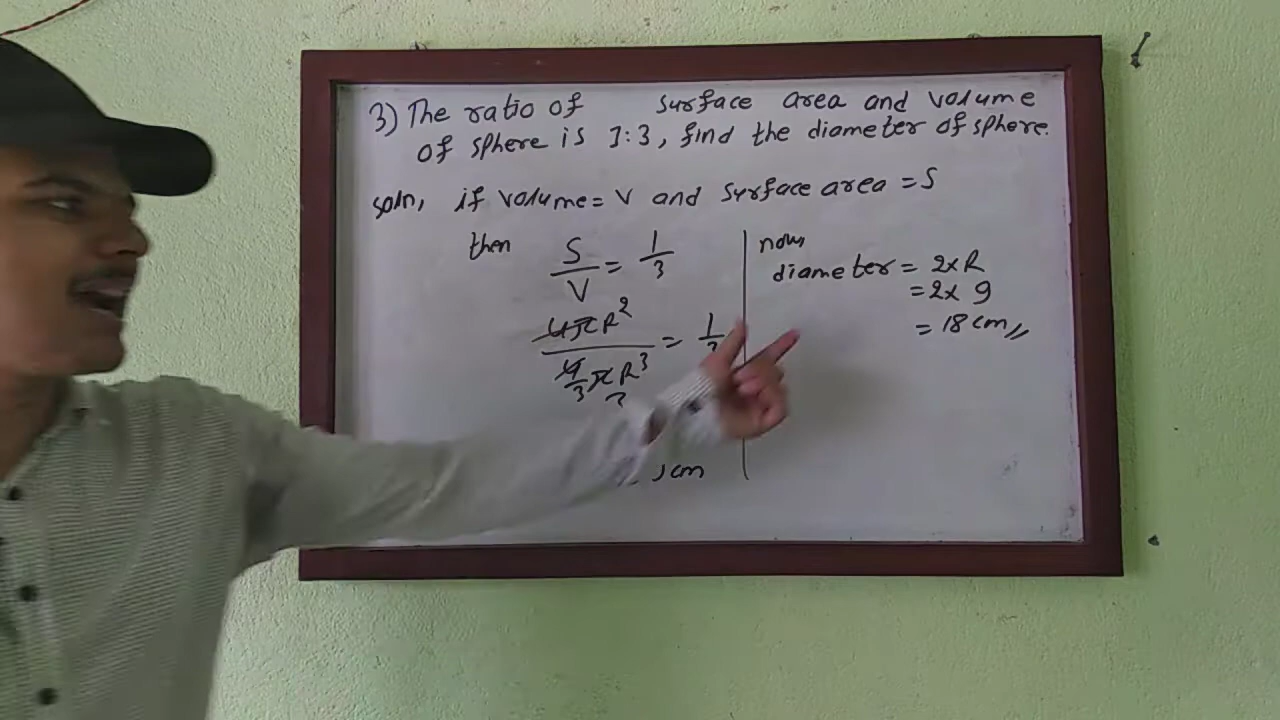 3) The ratio of surface area and volume
of sphere is 1:3, find the diameter of sphere.
soln, if volume = V and surface area = S
then S/V = 1/3
4πR²/4/3πR³ = 1/3
cm
now,
diameter = 2×R
= 2× 9
= 18 cm,,